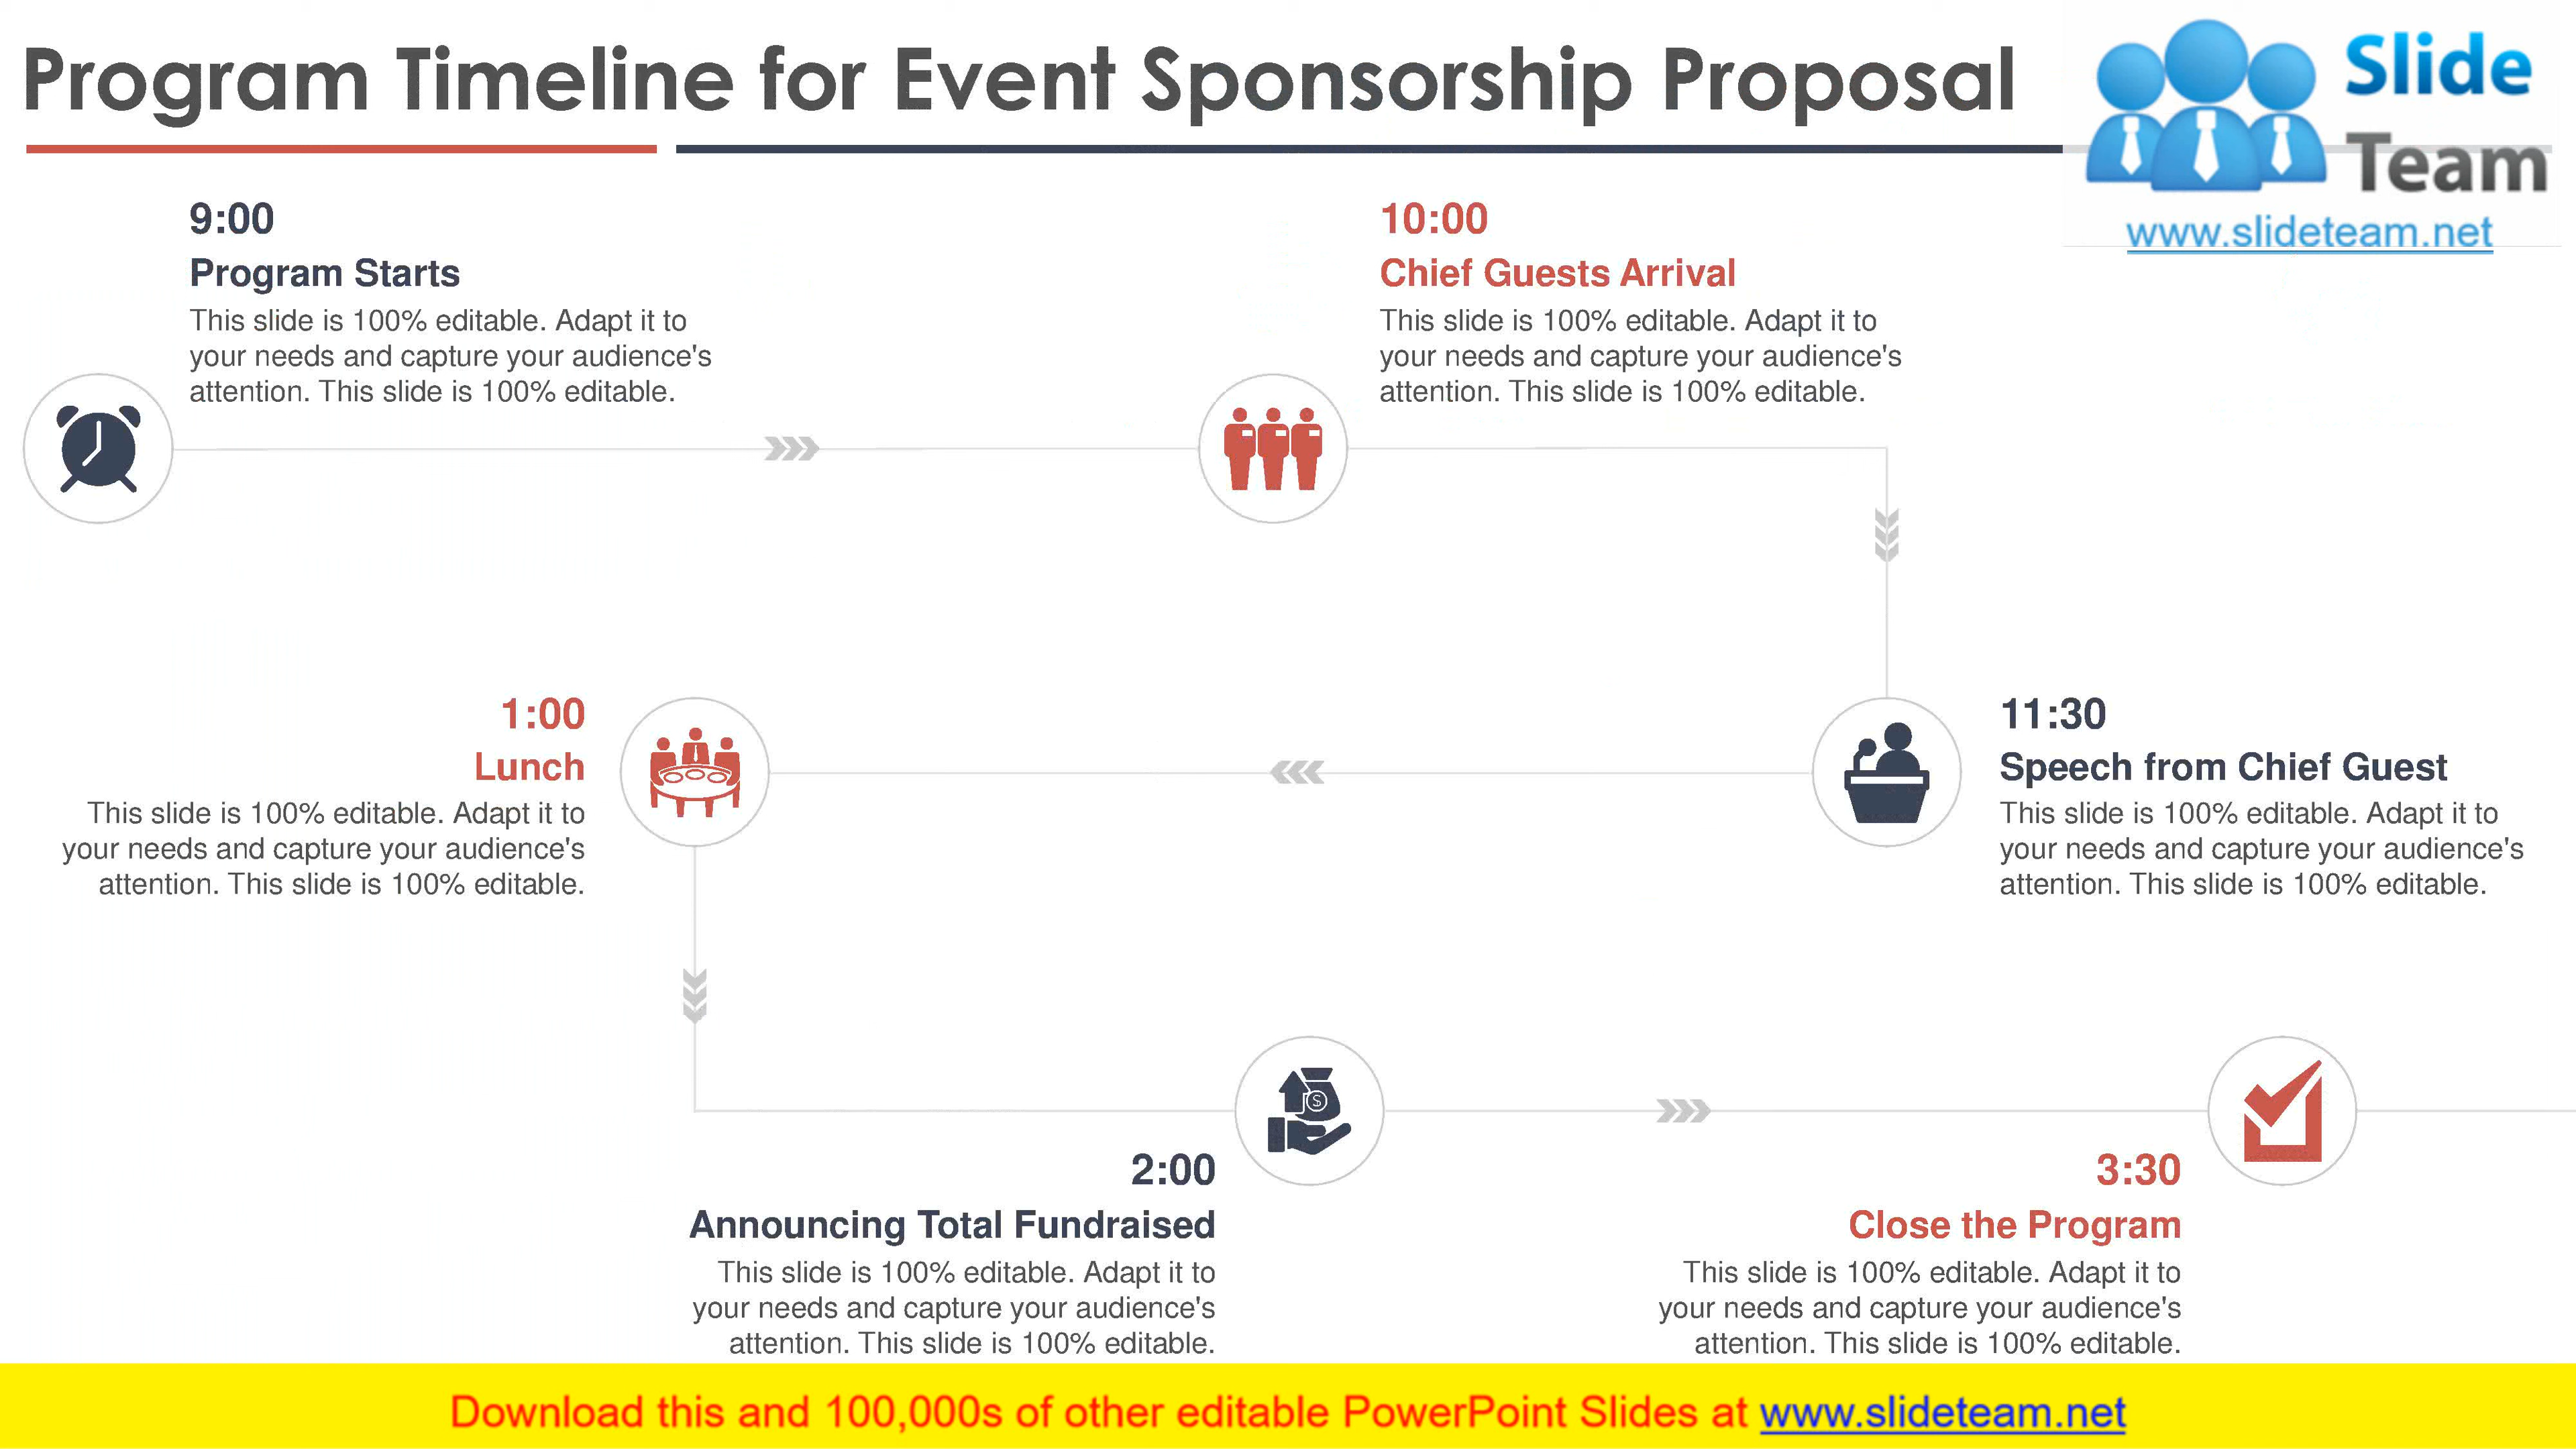 Program Timeline for Event Sponsorship Proposal
Slide
Team
www.slideteam.net
9:00
Program Starts
This slide is 100% editable. Adapt it to
your needs and capture your audience's
attention. This slide is 100% editable.
10:00
Chief Guests Arrival
This slide is 100% editable. Adapt it to
your needs and capture your audience's
attention. This slide is 100% editable.
11:30
Speech from Chief Guest
This slide is 100% editable. Adapt it to
your needs and capture your audience's
attention. This slide is 100% editable.
1:00
Lunch
This slide is 100% editable. Adapt it to
your needs and capture your audience's
attention. This slide is 100% editable.
$
2:00
Announcing Total Fundraised
This slide is 100% editable. Adapt it to
your needs and capture your audience's
attention. This slide is 100% editable.
3:30
Close the Program
This slide is 100% editable. Adapt it to
your needs and capture your audience's
attention. This slide is 100% editable.
Download this and 100,000s of other editable PowerPoint Slides at www.slideteam.net